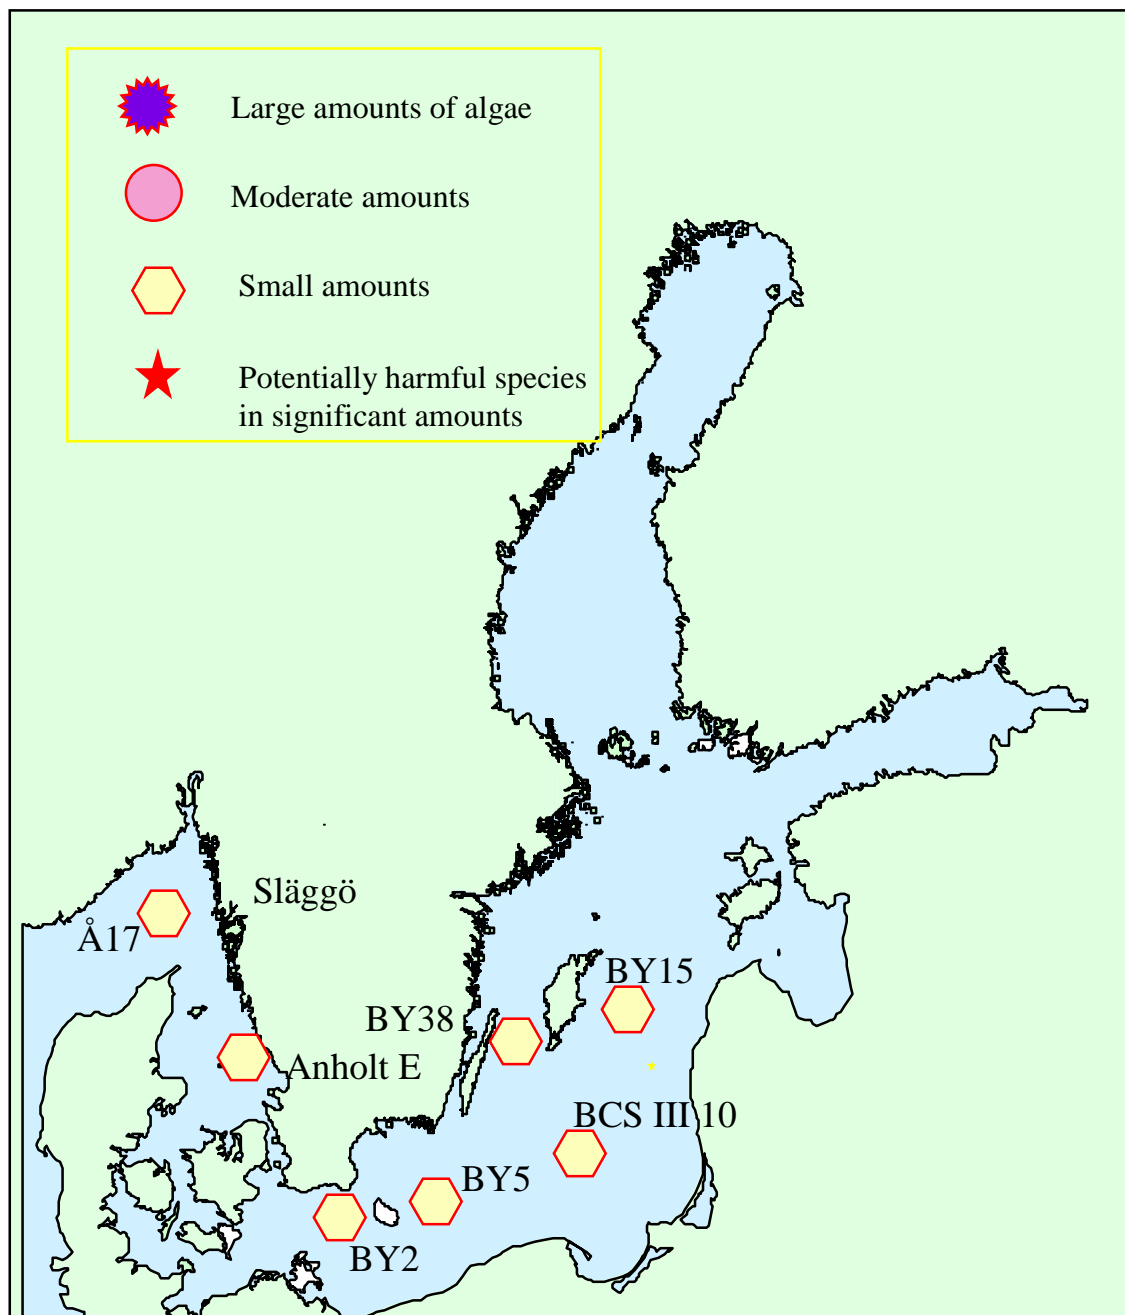 Large amounts of algae
Moderate amounts
Small amounts
Potentially harmful species
in significant amounts
Släggö
Å17
BY15
BY38
Anholt E
BCS III 10
BY5
BY2